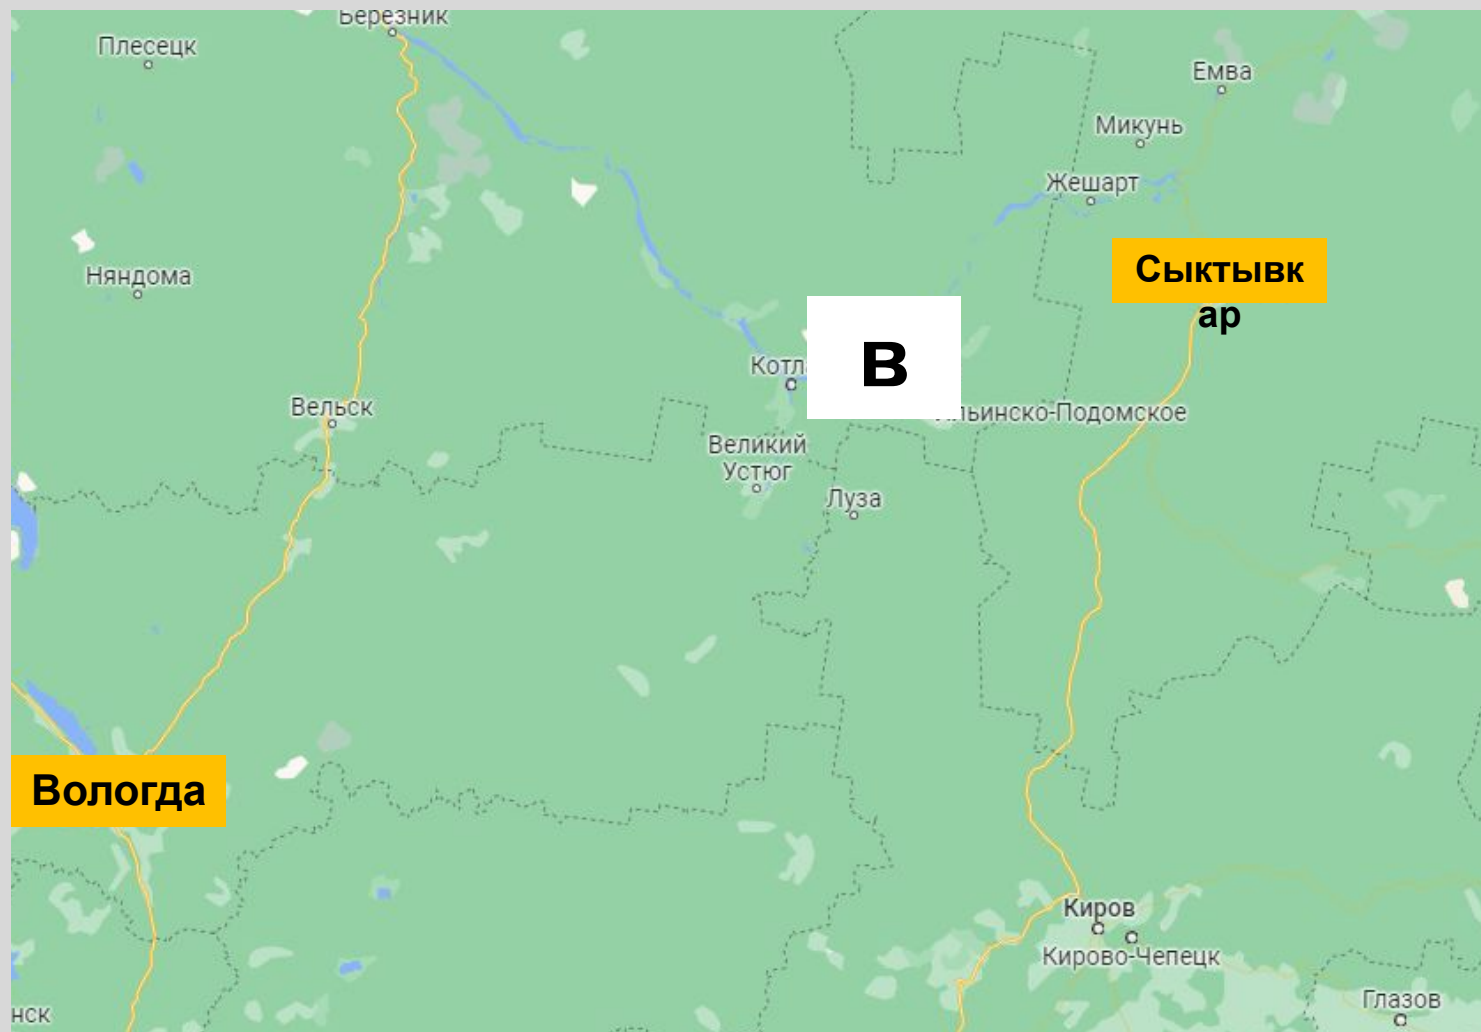 Березник
Плесецк
Емва
Микунь
Жешарт
Няндома
Сыктывк
ар
в
Котл
Вельск
льинско-Подомское
Великий
Устюг
Луза
Вологда
Киров
Кирово-Чепецк
Глазов
нск